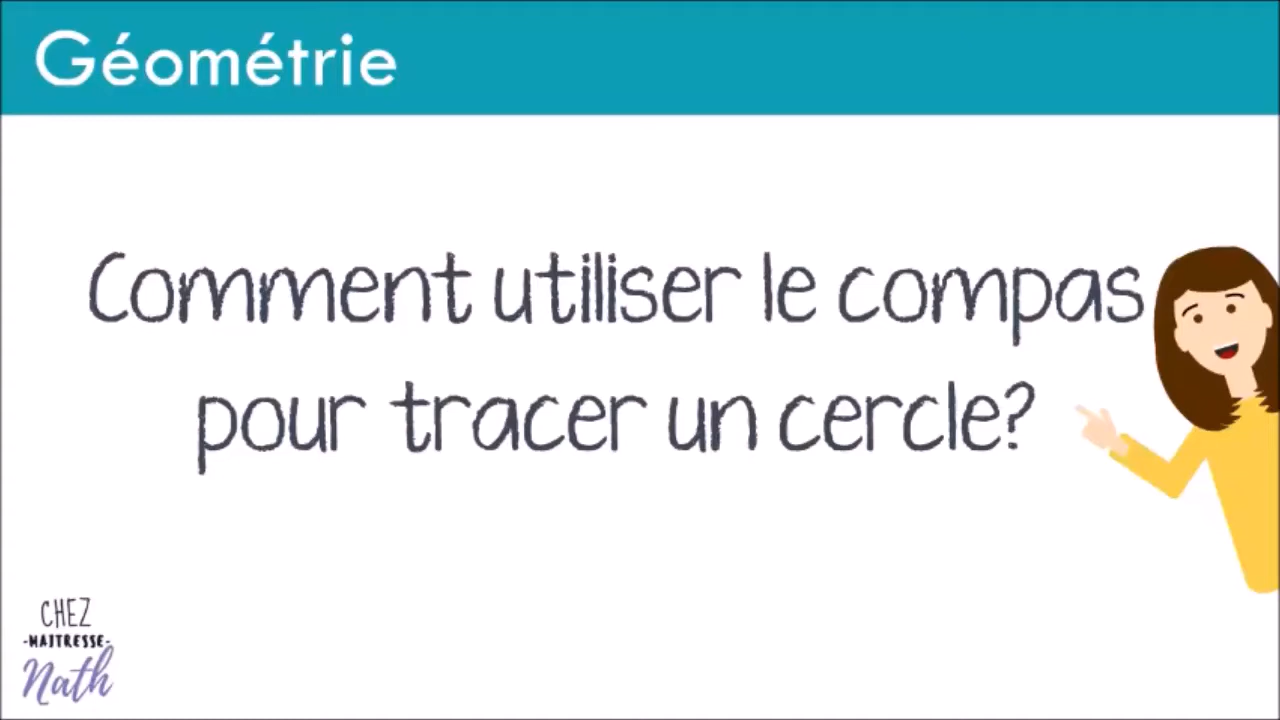 Géométrie
Comment utiliser le compas
pour tracer un cercle?
CHEZ
-MAITRESSE-
Nath